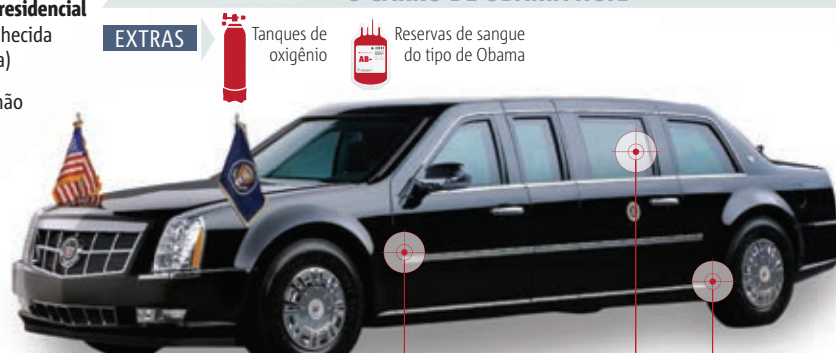 residencial
hecida
a)
não
EXTRAS
Tanques de
oxigênio
AB-
Reservas de sangue
do tipo de Obama